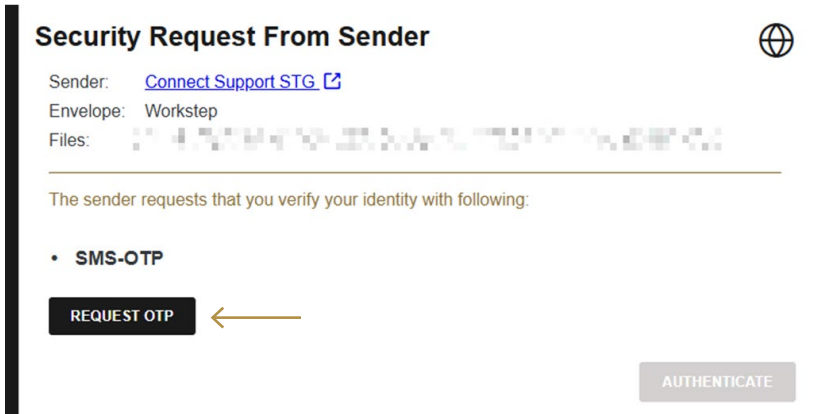 Security Request From Sender
Sender: Connect Support STG
Envelope: Workstep
Files:
The sender requests that you verify your identity with following:
• SMS-OTP
REQUEST OTP
AUTHENTICATE